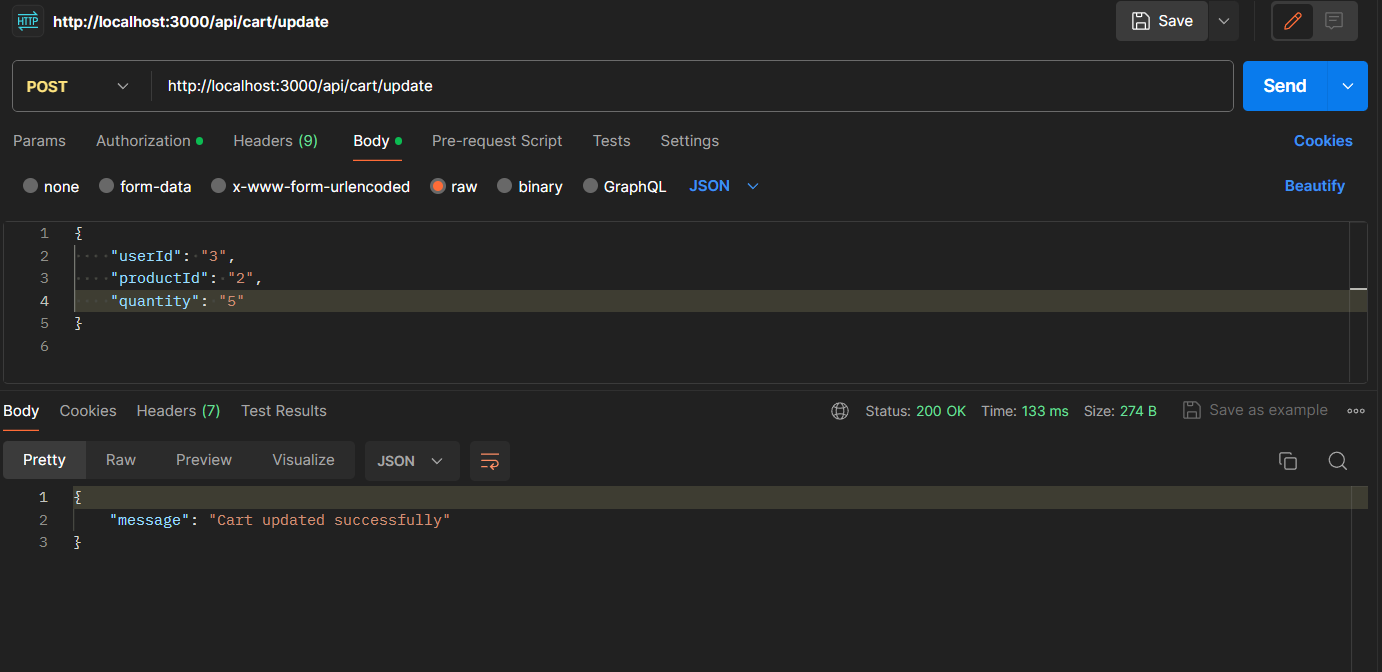 HTTP http://localhost:3000/api/cart/update Save
POST http://localhost:3000/api/cart/update Send
Params Authorization Headers (9) Body Pre-request Script Tests Settings Cookies
none form-data x-www-form-urlencoded raw binary GraphQL JSON Beautify
1 {
2 "userId": "3",
3 "productId": "2",
4 "quantity": "5"
5 }
6
Body Cookies Headers (7) Test Results Status: 200 OK Time: 133 ms Size: 274 B Save as example
Pretty Raw Preview Visualize JSON
1 {
2 "message": "Cart updated successfully"
3 }